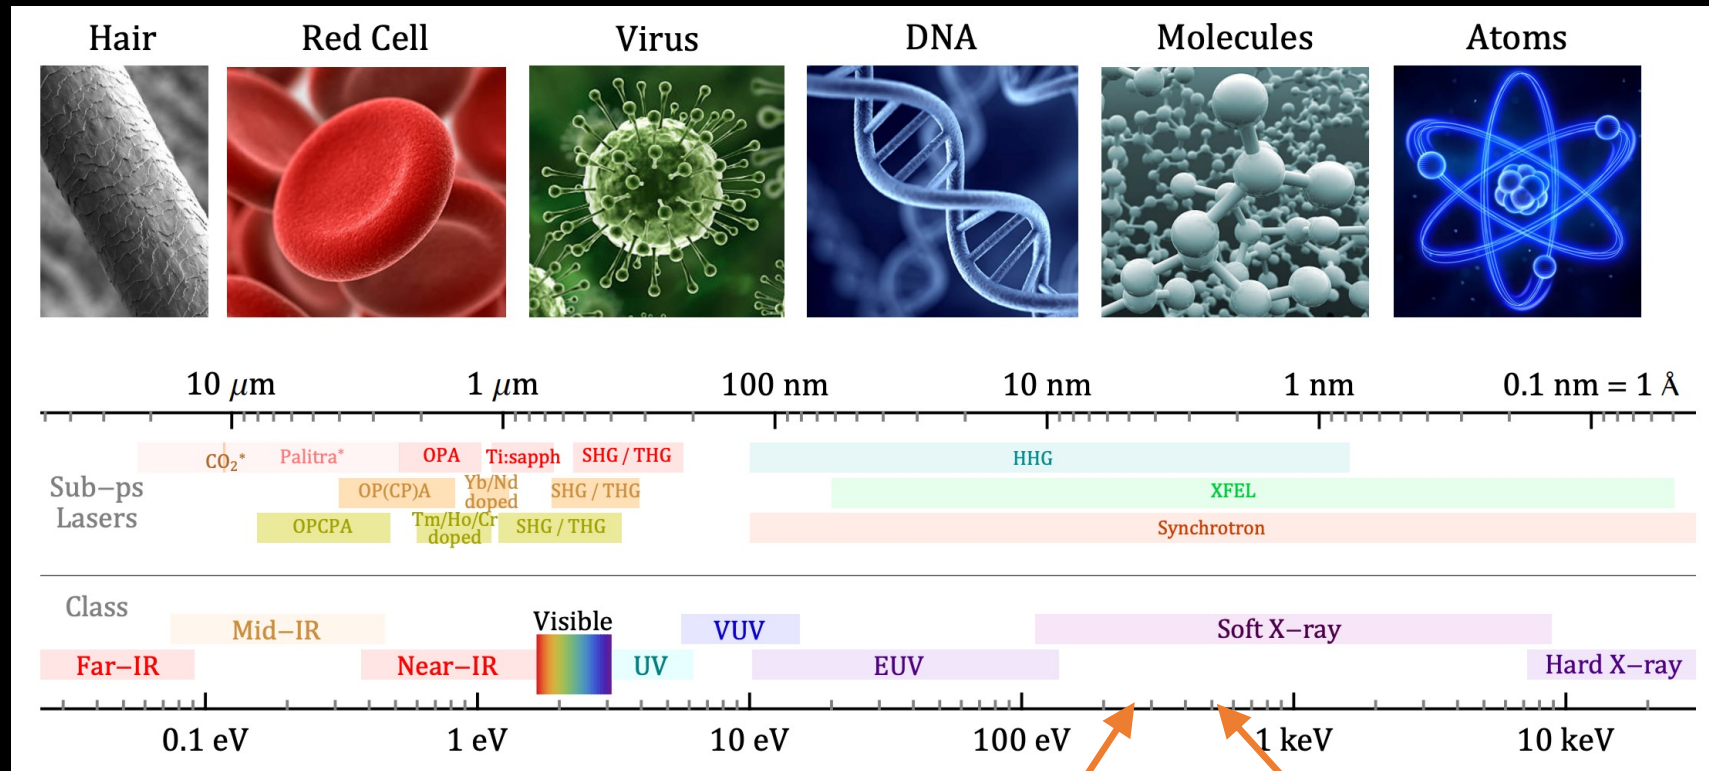 Hair Red Cell Virus DNA Molecules Atoms
10 μm 1 μm 100 nm 10 nm 1 nm 0.1 nm = 1 Å
CO₂* Palitra* OPA Ti:sapph SHG / THG HHG
Sub–ps
Lasers
OP(CP)A Yb/Nd
doped SHG / THG XFEL
OPCPA Tm/Ho/Cr
doped SHG / THG Synchrotron
Class
Mid–IR Visible VUV Soft X–ray
Far–IR Near–IR UV EUV Hard X–ray
0.1 eV 1 eV 10 eV 100 eV 1 keV 10 keV